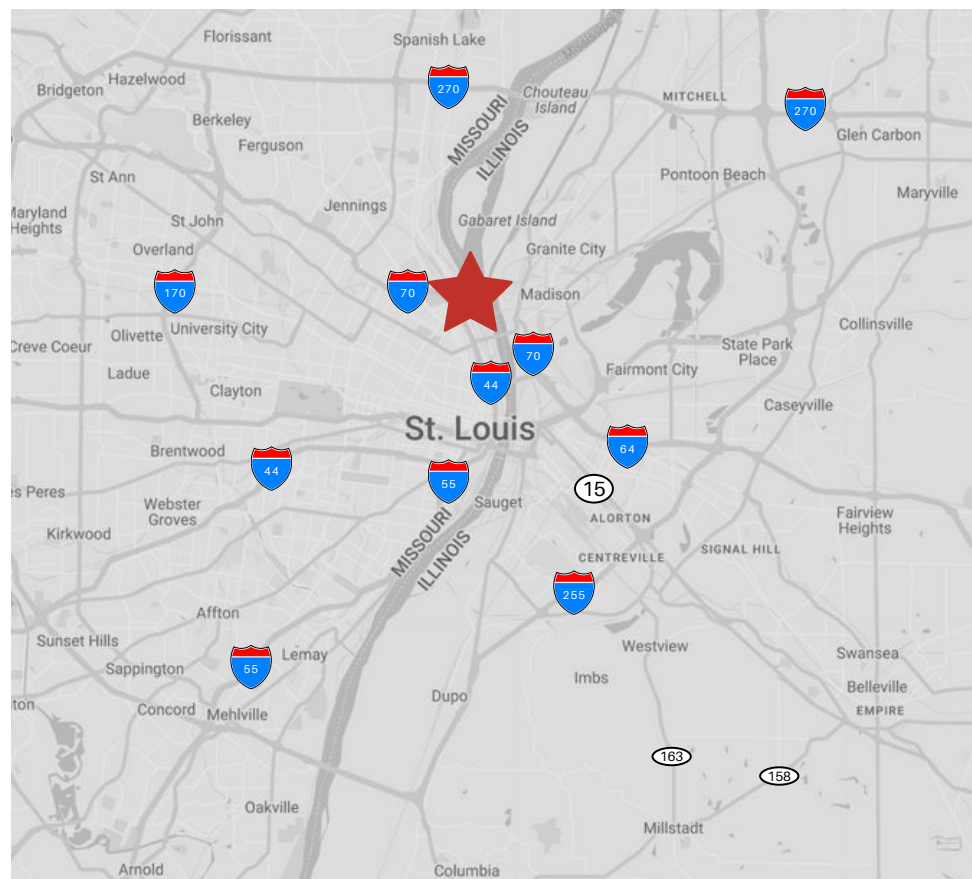 Florissant
Spanish Lake
Mississippi
Hazelwood
Bridgeton
270
Chouteau
Island
MITCHELL
270
Berkeley
Glen Carbon
Ferguson
MISSOURI
ILLINOIS
St Ann
Pontoon Beach
Maryville
Jennings
Maryland
Heights
St John
Gabaret Island
Overland
Granite City
170
70
Madison
Collinsville
University City
Olivette
Creve Coeur
70
State Park
Place
Ladue
44
Fairmont City
Clayton
Caseyville
St. Louis
Brentwood
64
44
55
15
es Peres
Sauget
Webster
Groves
ALORTON
Fairview
Heights
Kirkwood
MISSOURI
ILLINOIS
CENTREVILLE
SIGNAL HILL
255
Affton
Sunset Hills
Westview
Lemay
Swansea
Sappington
55
Imbs
Belleville
Dupo
ton
Concord
Mehlville
EMPIRE
163
158
Oakville
Millstadt
Arnold
Columbia